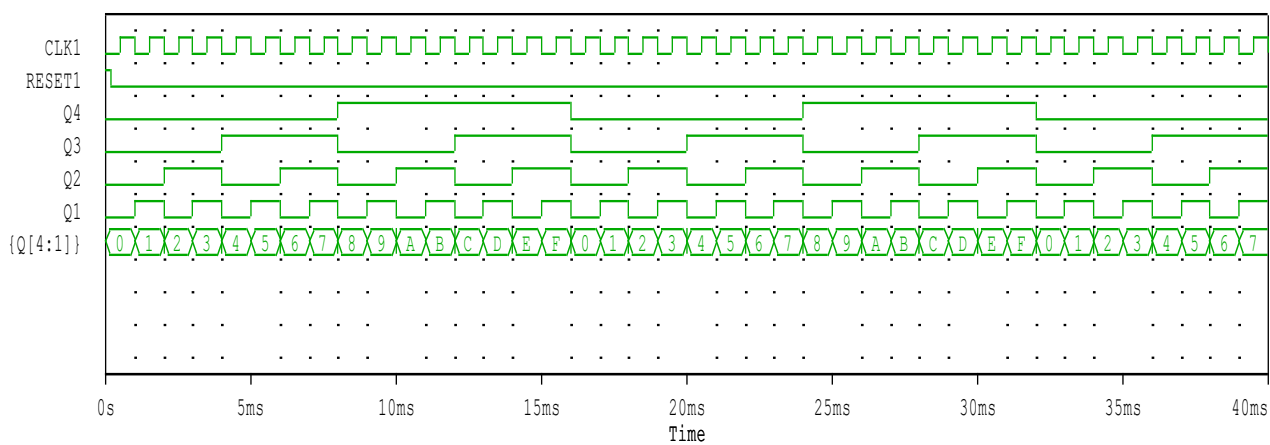 CLK1
RESET1
Q4
Q3
Q2
Q1
{Q[4:1]} 0 1 2 3 4 5 6 7 8 9 A B C D E F 0 1 2 3 4 5 6 7 8 9 A B C D E F 0 1 2 3 4 5 6 7
0s 5ms 10ms 15ms 20ms 25ms 30ms 35ms 40ms
Time